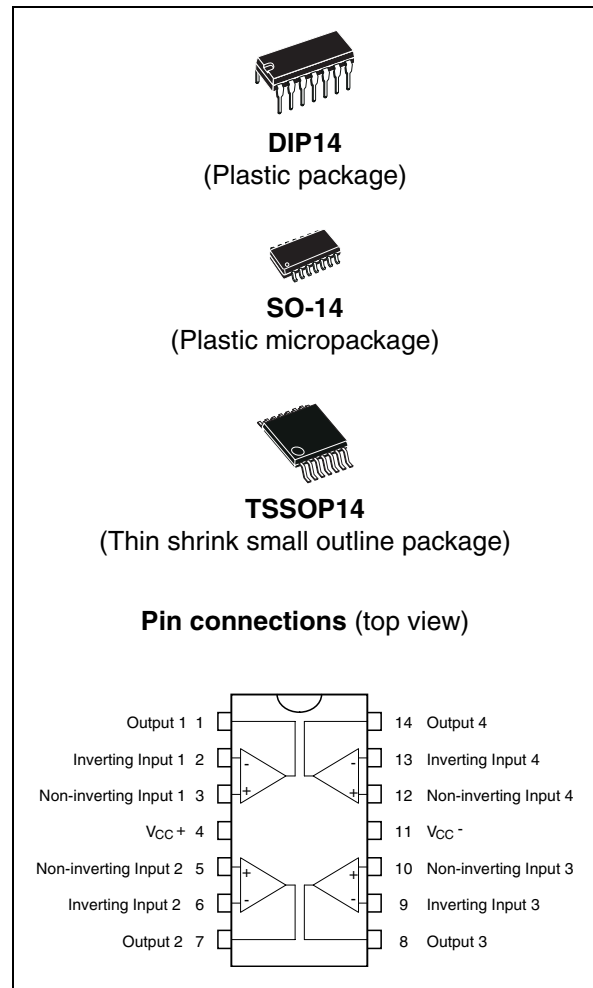 DIP14
(Plastic package)
SO-14
(Plastic micropackage)
TSSOP14
(Thin shrink small outline package)
Pin connections (top view)
Output 1 1 14 Output 4
Inverting Input 1 2 - - 13 Inverting Input 4
Non-inverting Input 1 3 + + 12 Non-inverting Input 4
VCC + 4 11 VCC -
Non-inverting Input 2 5 + + 10 Non-inverting Input 3
Inverting Input 2 6 - - 9 Inverting Input 3
Output 2 7 8 Output 3